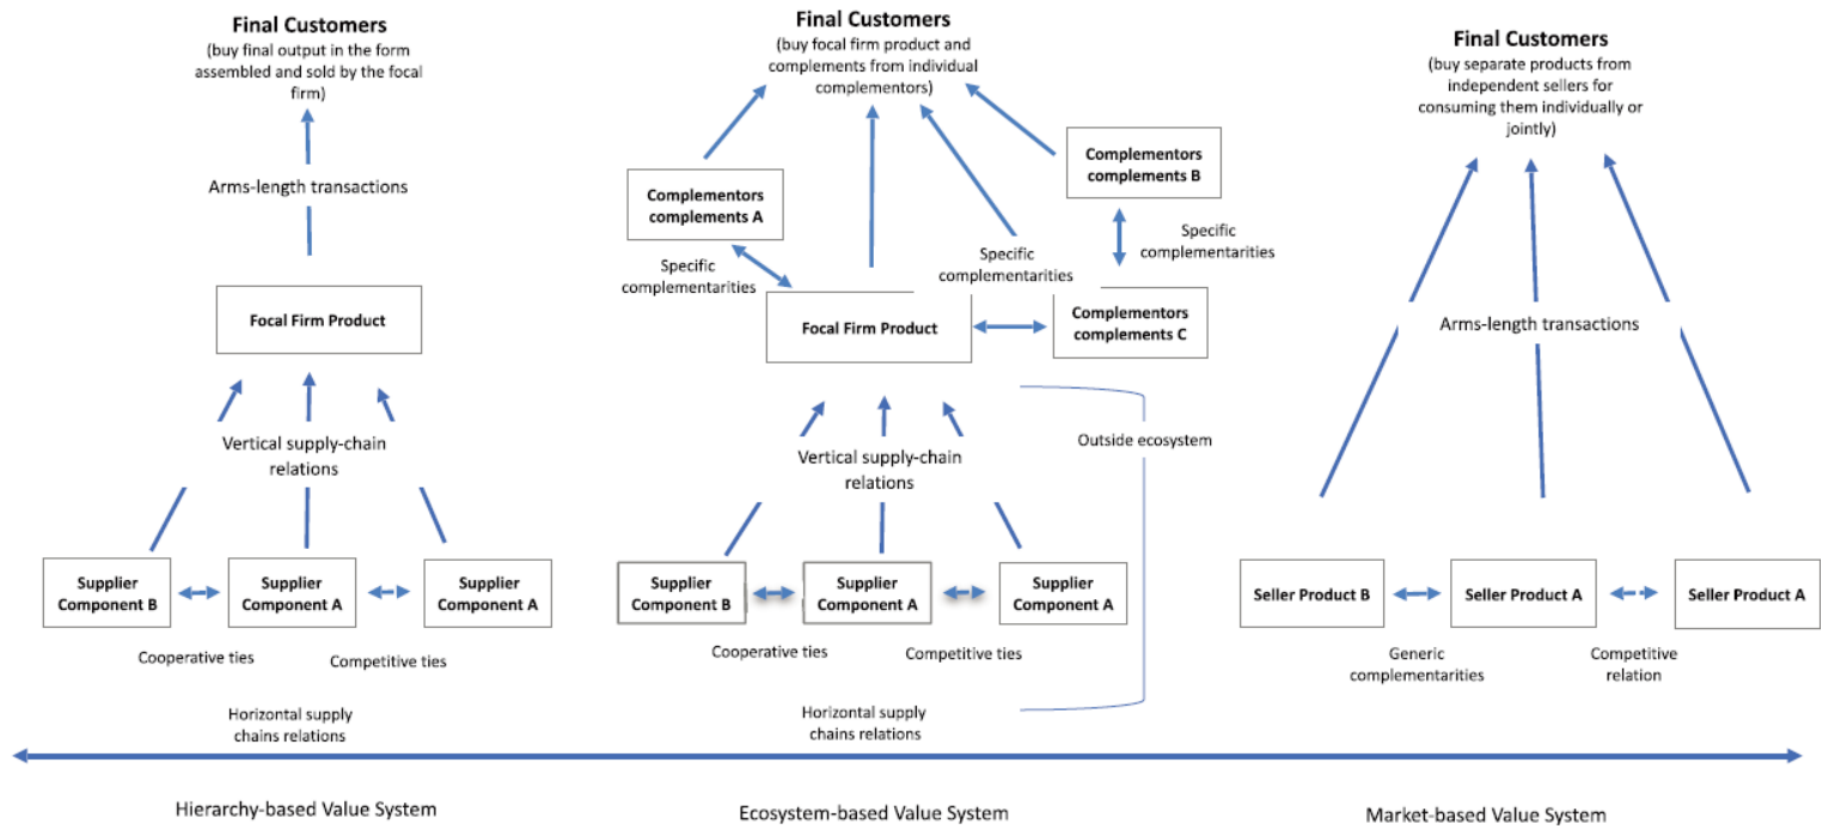 Final Customers
(buy final output in the form
assembled and sold by the focal
firm)
Arms-length transactions
Focal Firm Product
Vertical supply-chain
relations
Supplier
Component B
Supplier
Component A
Supplier
Component A
Cooperative ties
Competitive ties
Horizontal supply
chains relations
Hierarchy-based Value System
Final Customers
(buy focal firm product and
complements from individual
complementors)
Complementors
complements A
Complementors
complements B
Specific
complementarities
Specific
complementarities
Specific
complementarities
Focal Firm Product
Complementors
complements C
Outside ecosystem
Vertical supply-chain
relations
Supplier
Component B
Supplier
Component A
Supplier
Component A
Cooperative ties
Competitive ties
Horizontal supply
chains relations
Ecosystem-based Value System
Final Customers
(buy separate products from
independent sellers for
consuming them individually or
jointly)
Arms-length transactions
Seller Product B
Seller Product A
Seller Product A
Generic
complementarities
Competitive
relation
Market-based Value System